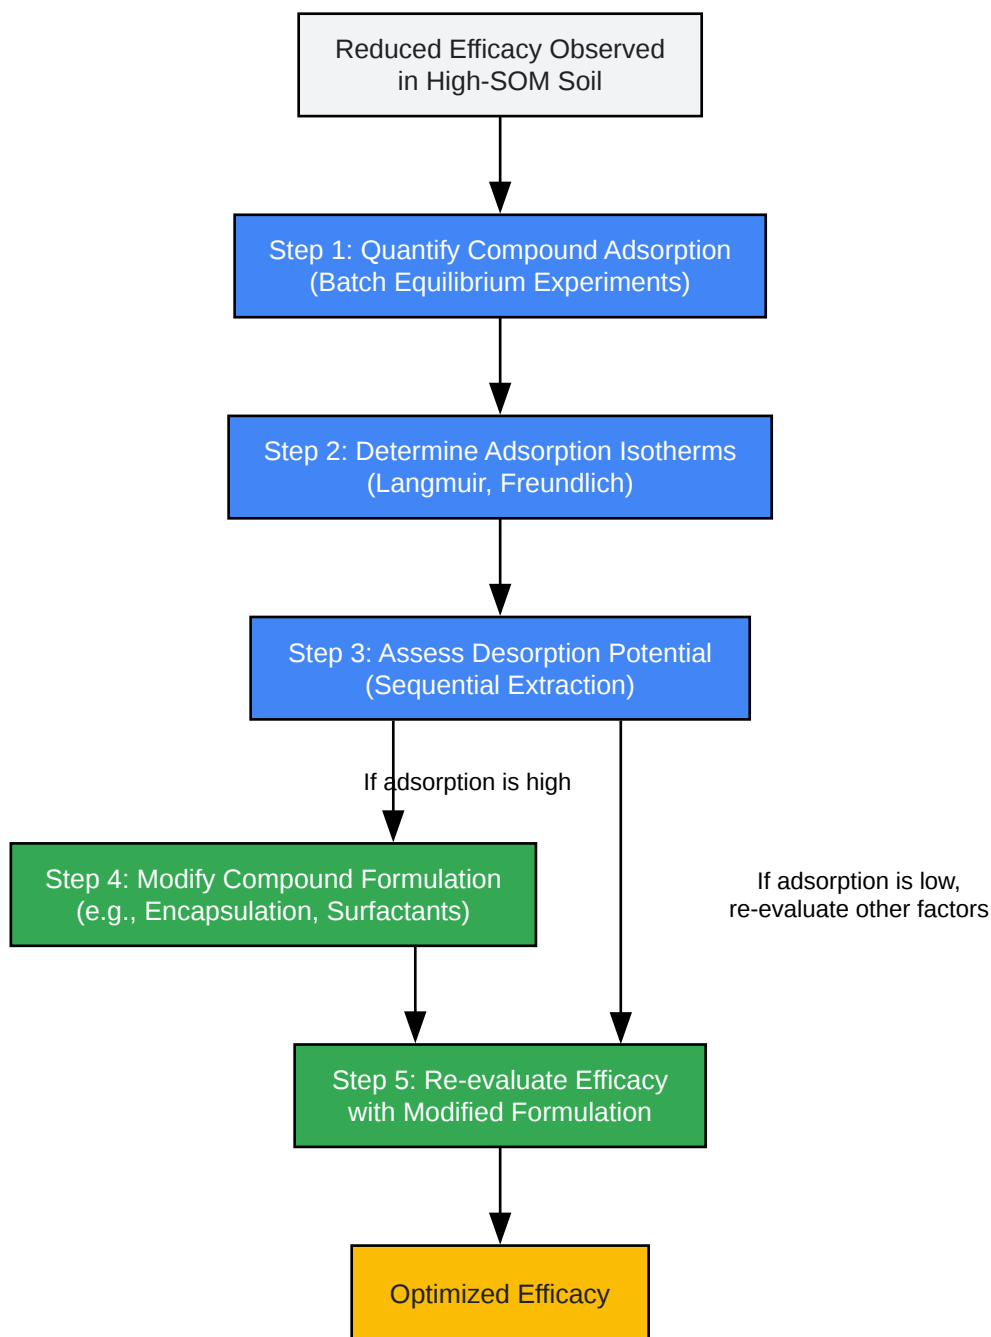 Reduced Efficacy Observed
in High-SOM Soil
Step 1: Quantify Compound Adsorption
(Batch Equilibrium Experiments)
Step 2: Determine Adsorption Isotherms
(Langmuir, Freundlich)
Step 3: Assess Desorption Potential
(Sequential Extraction)
If adsorption is high
Step 4: Modify Compound Formulation
(e.g., Encapsulation, Surfactants)
If adsorption is low,
re-evaluate other factors
Step 5: Re-evaluate Efficacy
with Modified Formulation
Optimized Efficacy